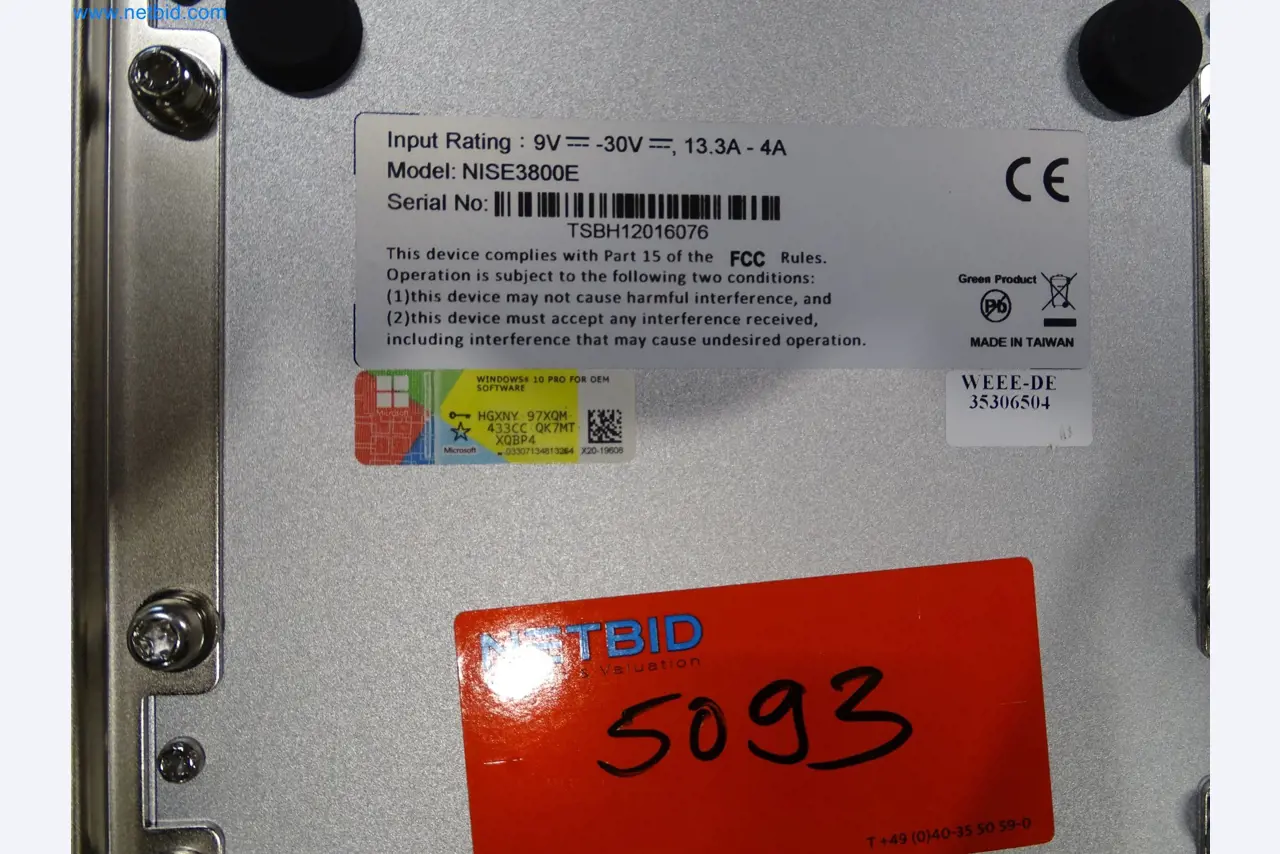 www.netbid.com
Input Rating : 9V⎓ -30V⎓, 13.3A - 4A
Model: NISE3800E
Serial No:
TSBH12016076
This device complies with Part 15 of the FCC Rules.
Operation is subject to the following two conditions:
(1)this device may not cause harmful interference, and
(2)this device must accept any interference received,
including interference that may cause undesired operation.
CE
Green Product
Pb
MADE IN TAIWAN
WINDOWS® 10 PRO FOR OEM
SOFTWARE
Microsoft
HGXNY 97XQM-
433CC QK7MT
XQBP4
Microsoft
X20-19608
WEEE-DE
35306504
NETBID
Valuation
5093
T +49 (0)40-35 50 59-0